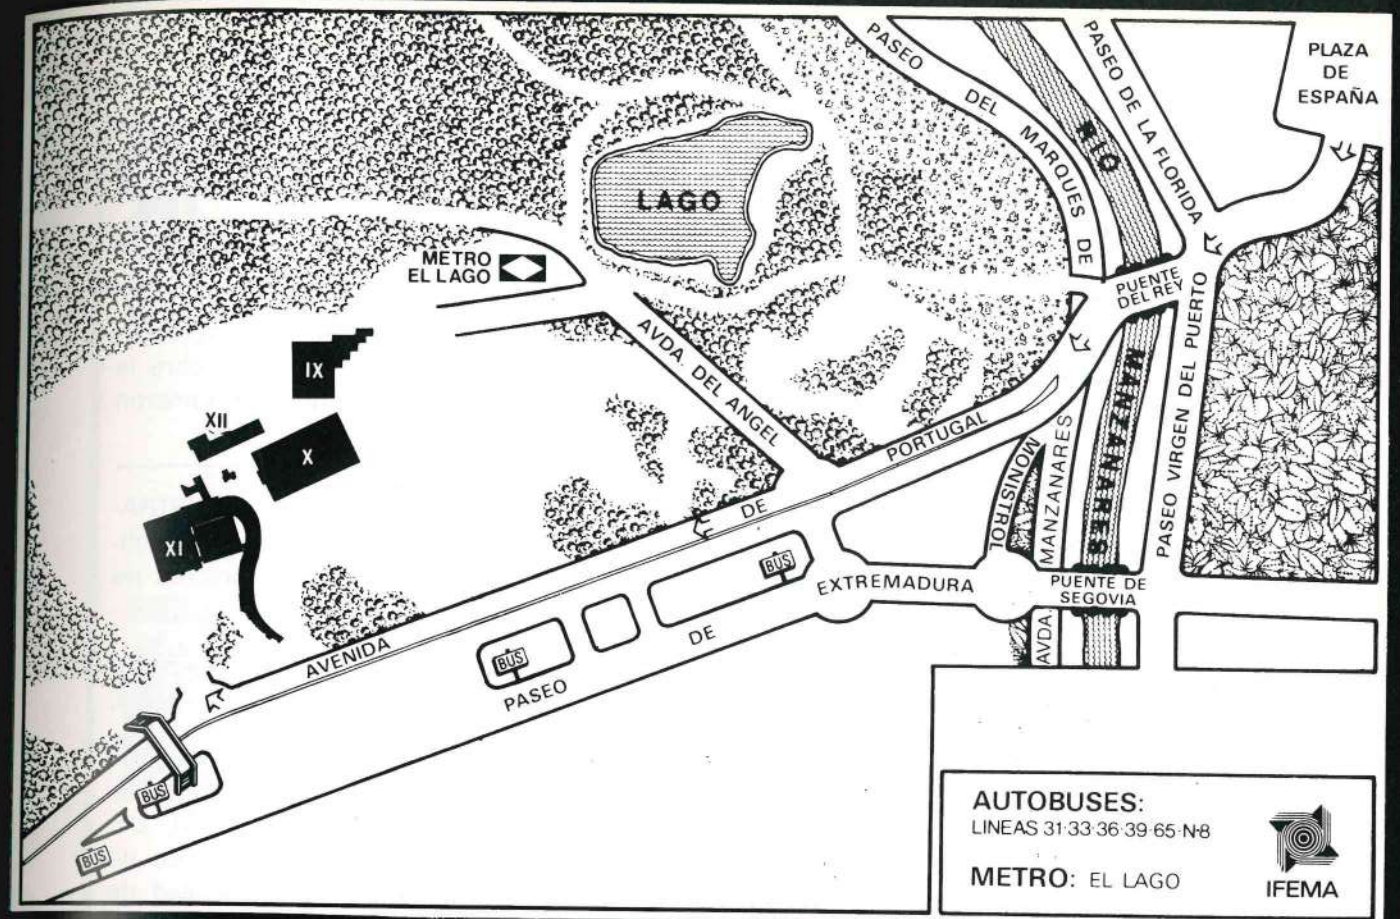 PASEO DEL MARQUES DE MONISTROL
RIO MANZANARES
PASEO DE LA FLORIDA
PLAZA
DE
ESPAÑA
LAGO
METRO
EL LAGO
PUENTE
DEL REY
PASEO VIRGEN DEL PUERTO
AVDA. DEL ANGEL
IX
XII
X
XI
AVENIDA DE PORTUGAL
AVDA MANZANARES
BUS
EXTREMADURA
PUENTE DE
SEGOVIA
BUS
PASEO DE
BUS
BUS
AUTOBUSES:
LINEAS 31·33·36·39·65·N-8
METRO: EL LAGO
IFEMA